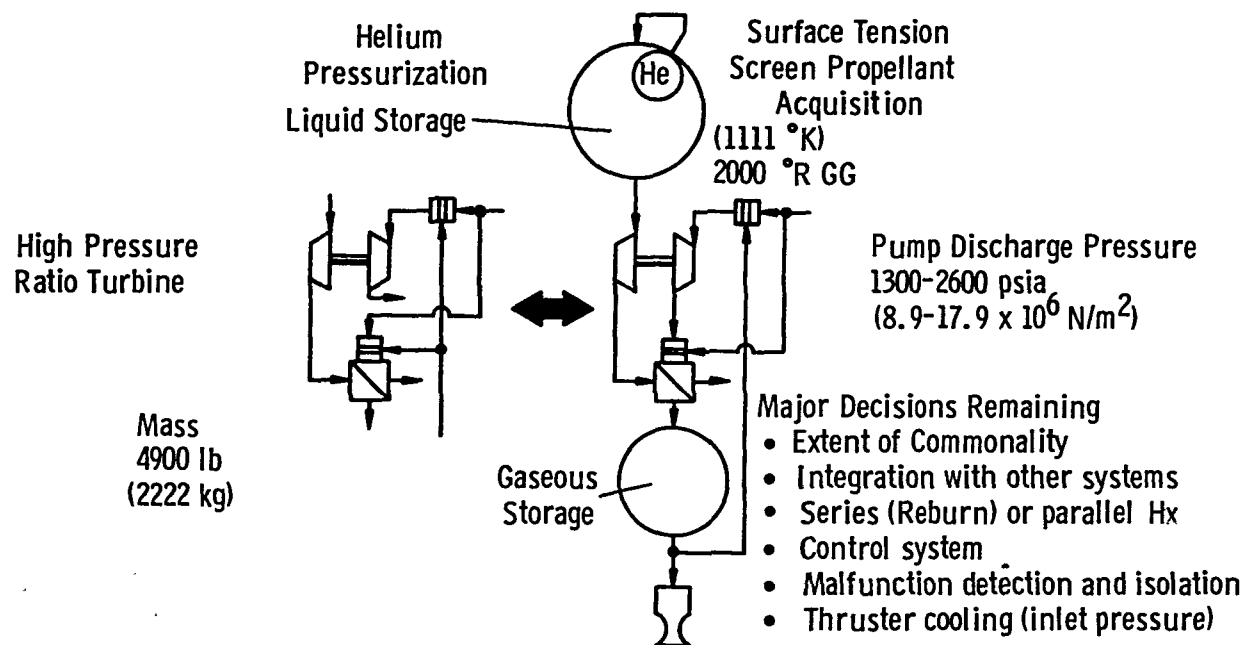 Helium
Pressurization
Liquid Storage
He
Surface Tension
Screen Propellant
Acquisition
(1111 °K)
2000 °R GG
High Pressure
Ratio Turbine
Pump Discharge Pressure
1300-2600 psia
(8.9-17.9 x 10⁶ N/m²)
Mass
4900 lb
(2222 kg)
Gaseous
Storage
Major Decisions Remaining
• Extent of Commonality
• Integration with other systems
• Series (Reburn) or parallel Hx
• Control system
• Malfunction detection and isolation
• Thruster cooling (inlet pressure)